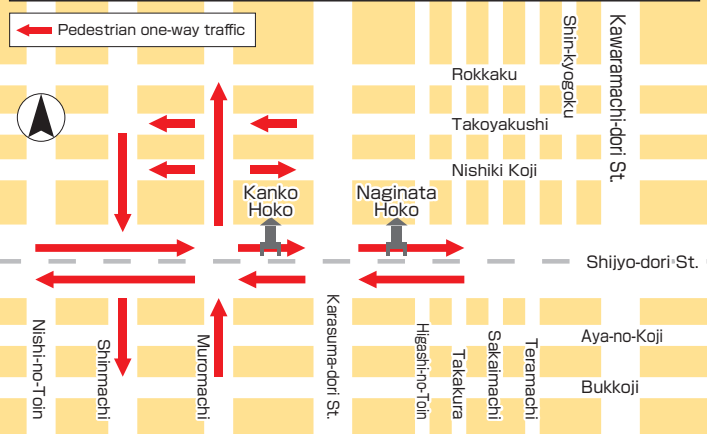 Pedestrian one-way traffic
Shin-kyogoku
Kawaramachi-dori St.
Rokkaku
Takoyakushi
Nishiki Koji
Kanko
Hoko
Naginata
Hoko
Shijyo-dori St.
Nishi-no-Toin
Shinmachi
Muromachi
Karasuma-dori St.
Higashi-no-Toin
Takakura
Sakaimachi
Teramachi
Aya-no-Koji
Bukkoji